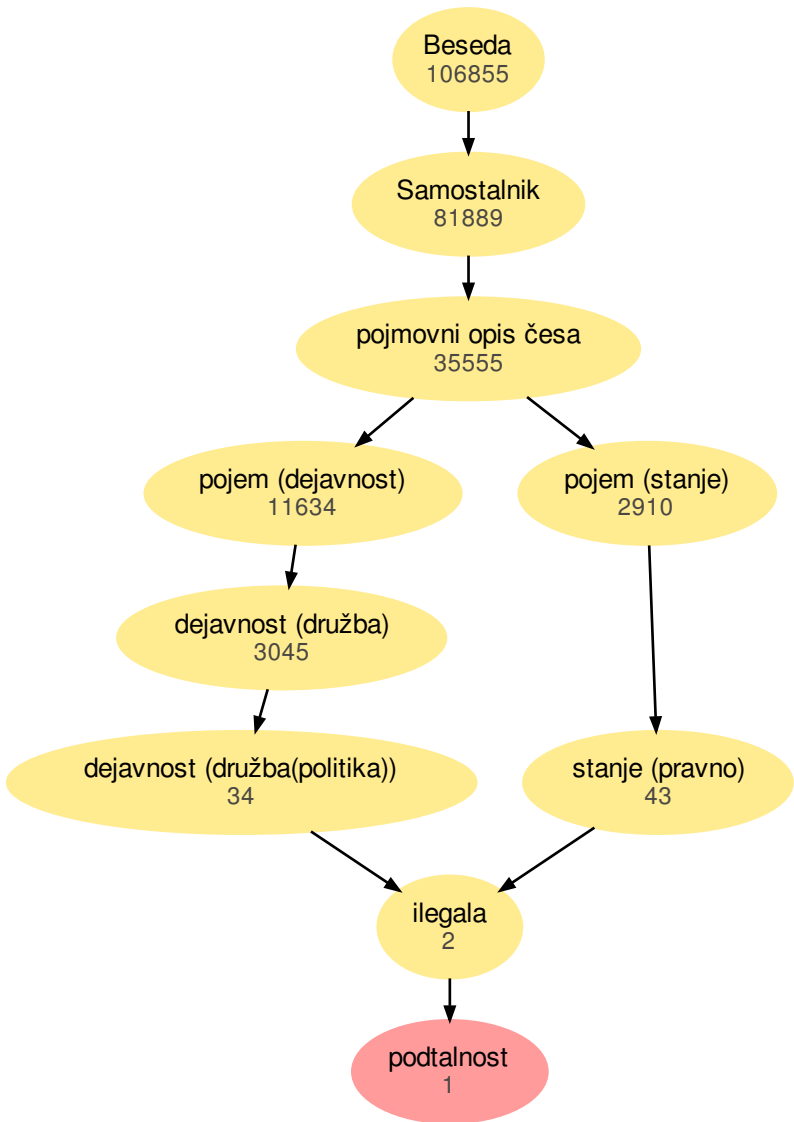 Beseda
106855
Samostalnik
81889
pojmovni opis česa
35555
pojem (dejavnost)
11634
pojem (stanje)
2910
dejavnost (družba)
3045
dejavnost (družba(politika))
34
stanje (pravno)
43
ilegala
2
podtalnost
1